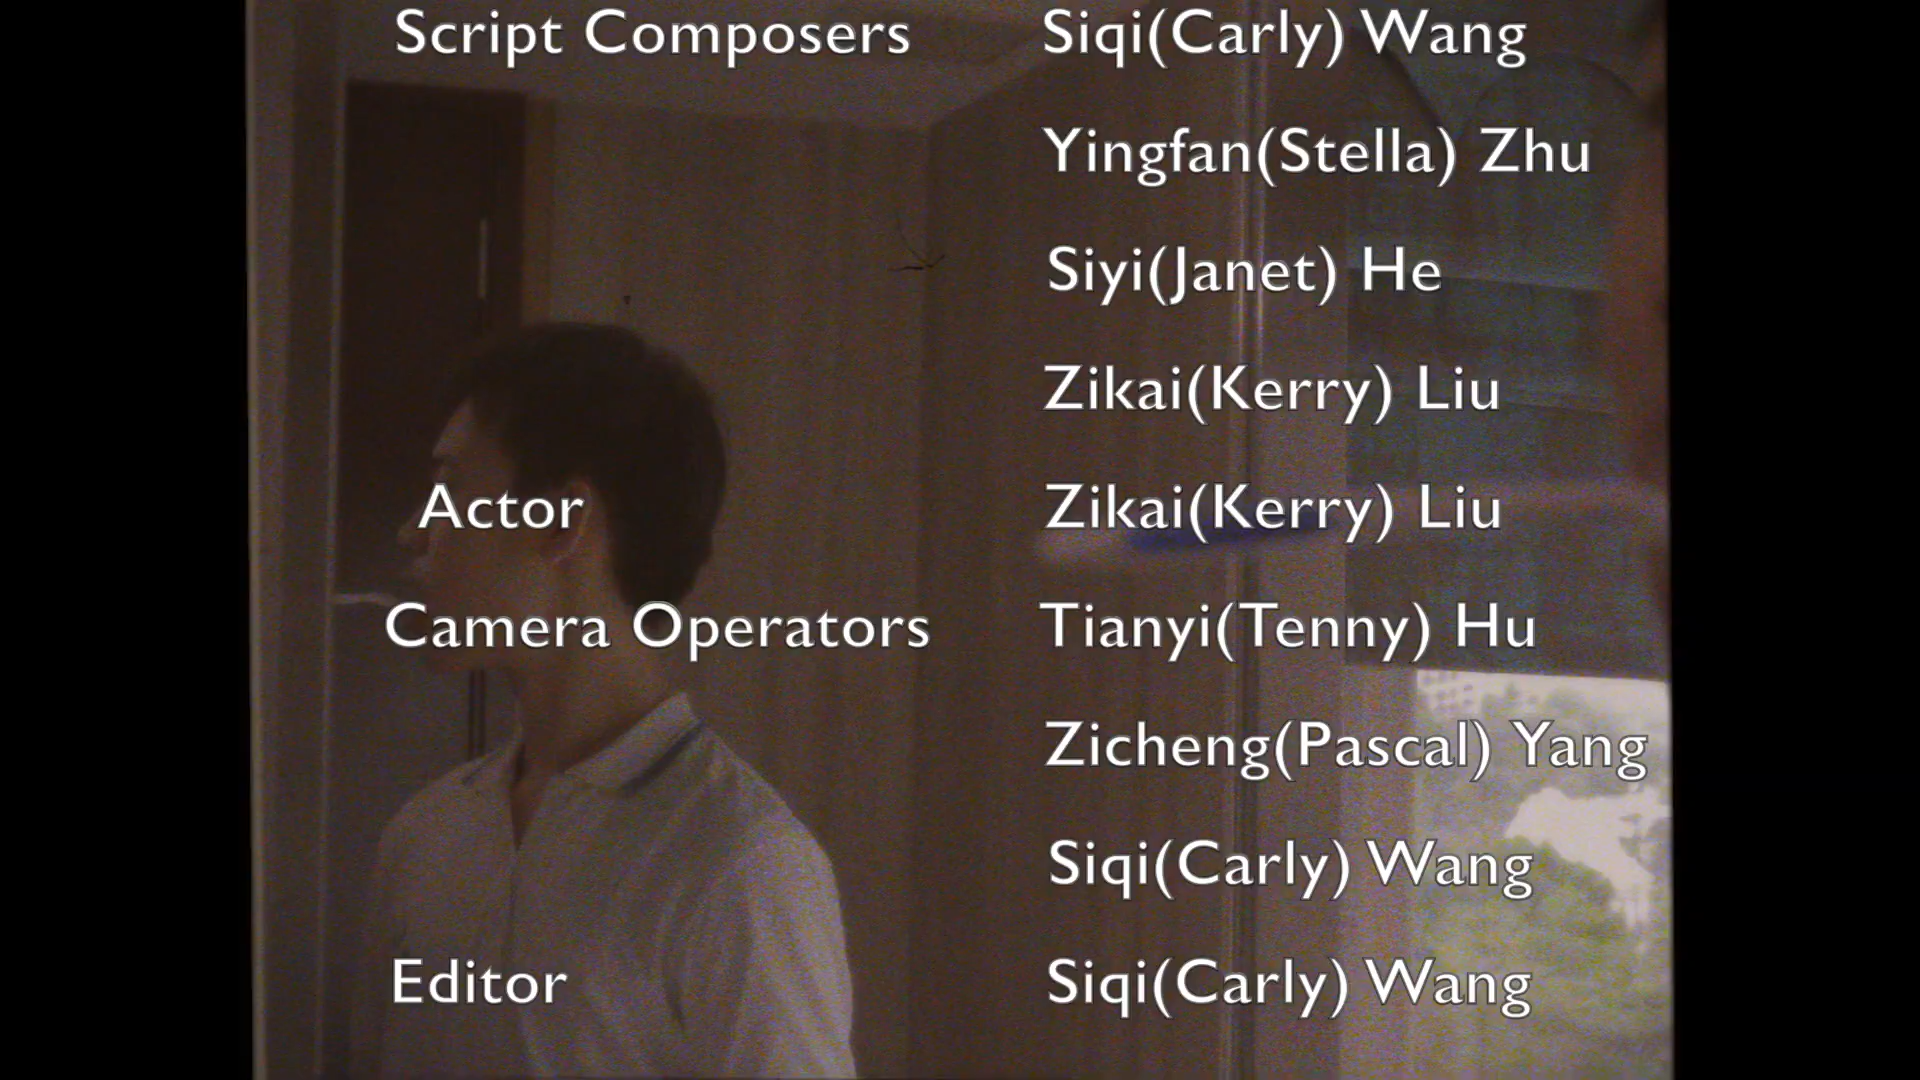 Script Composers Siqi(Carly) Wang
Yingfan(Stella) Zhu
Siyi(Janet) He
Zikai(Kerry) Liu
Actor Zikai(Kerry) Liu
Camera Operators Tianyi(Tenny) Hu
Zicheng(Pascal) Yang
Siqi(Carly) Wang
Editor Siqi(Carly) Wang